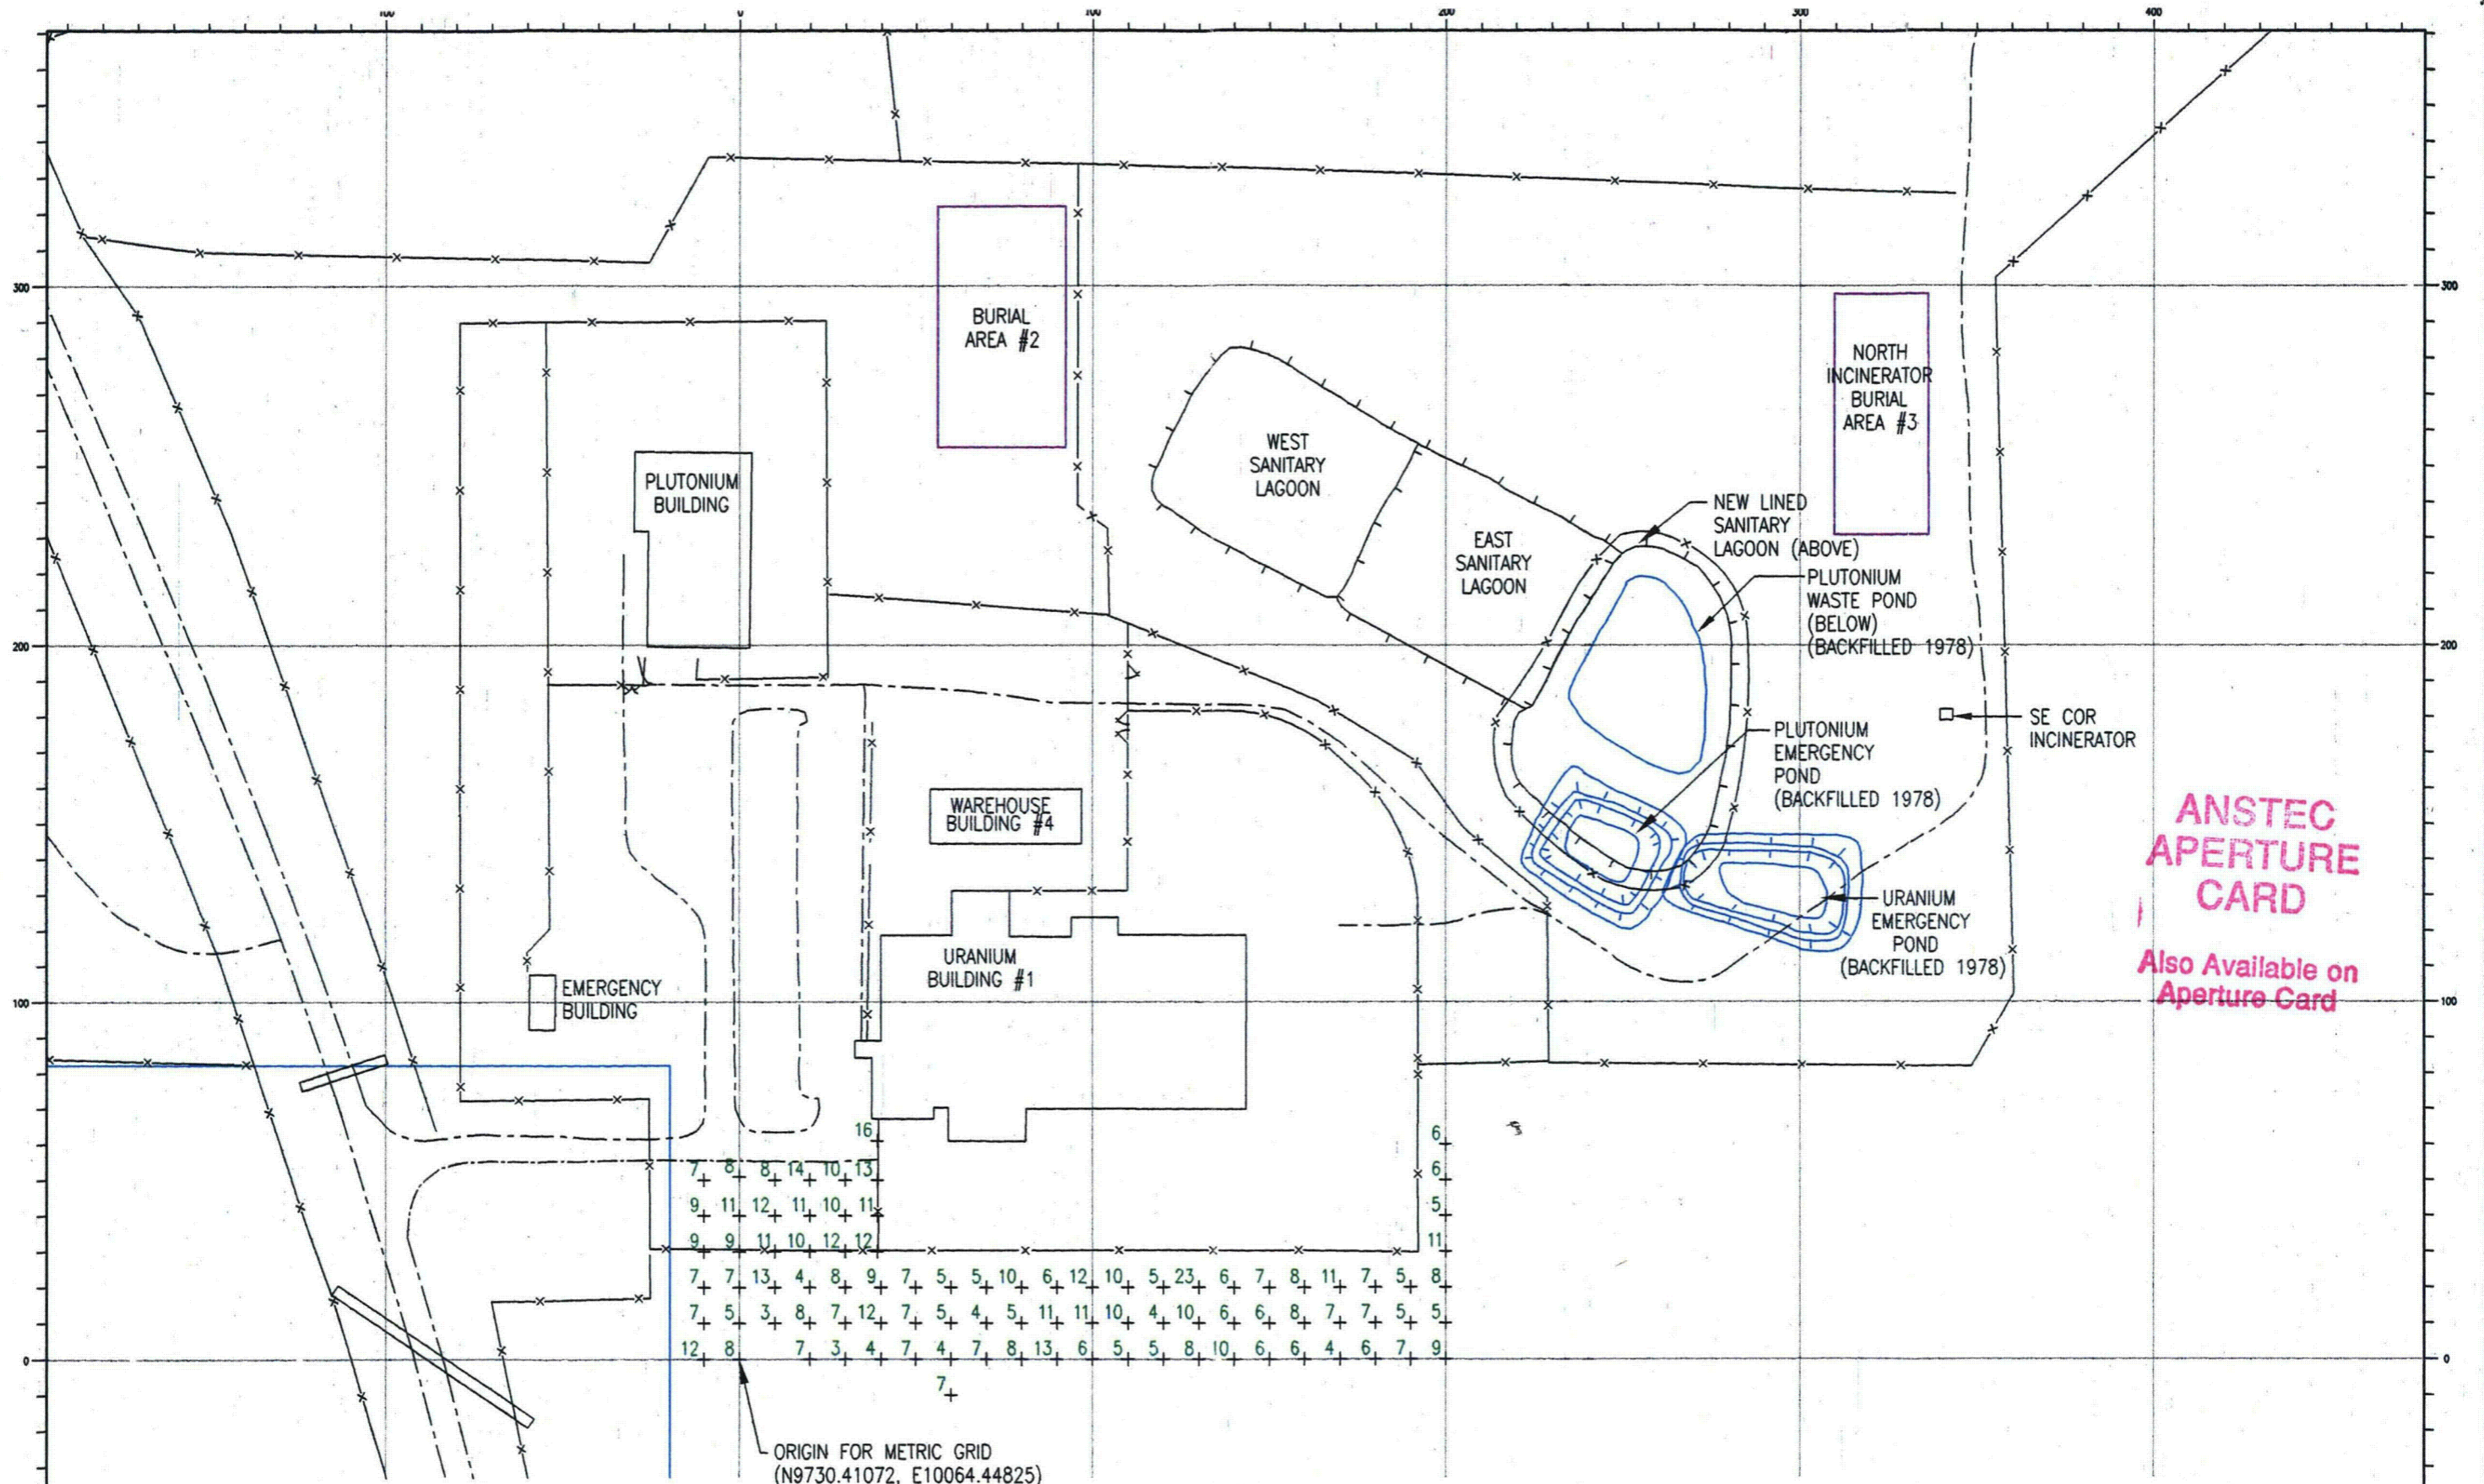 100 0 100 200 300 400
300 300
BURIAL
AREA #2
NORTH
INCINERATOR
BURIAL
AREA #3
WEST
SANITARY
LAGOON
PLUTONIUM
BUILDING
NEW LINED
SANITARY
LAGOON (ABOVE)
EAST
SANITARY
LAGOON
PLUTONIUM
WASTE POND
(BELOW)
(BACKFILLED 1978)
200 200
SE COR
INCINERATOR
PLUTONIUM
EMERGENCY
POND
(BACKFILLED 1978)
WAREHOUSE
BUILDING #4
ANSTEC
APERTURE
CARD
Also Available on
Aperture Card
URANIUM
EMERGENCY
POND
(BACKFILLED 1978)
URANIUM
BUILDING #1
EMERGENCY
BUILDING
100 100
16 6
7 8 8 14 10 13 6
9 11 12 11 10 11 5
9 9 11 10 12 12 11
7 7 13 4 8 9 7 5 5 10 6 12 10 5 23 6 7 8 11 7 5 8
7 5 3 8 7 12 7 5 4 5 11 11 10 4 10 6 6 8 7 7 5 5
0 12 8 7 3 4 7 4 7 8 13 6 5 5 8 10 6 6 4 6 7 9 0
7
ORIGIN FOR METRIC GRID
(N9730.41072, E10064.44825)